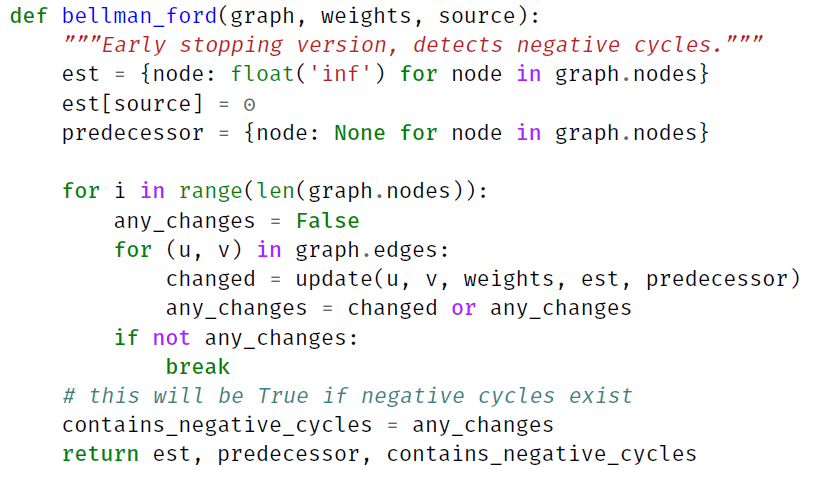 def bellman_ford(graph, weights, source):
    """Early stopping version, detects negative cycles."""
    est = {node: float('inf') for node in graph.nodes}
    est[source] = 0
    predecessor = {node: None for node in graph.nodes}

    for i in range(len(graph.nodes)):
        any_changes = False
        for (u, v) in graph.edges:
            changed = update(u, v, weights, est, predecessor)
            any_changes = changed or any_changes
        if not any_changes:
            break
    # this will be True if negative cycles exist
    contains_negative_cycles = any_changes
    return est, predecessor, contains_negative_cycles